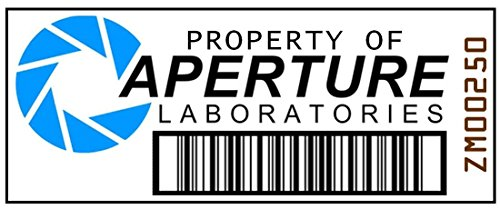 PROPERTY OF
APERTURE
LABORATORIES
ZM00250